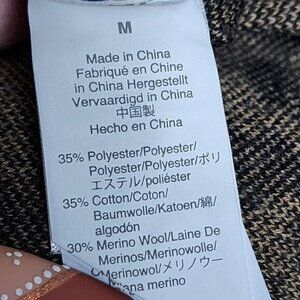 M
Made in China
Fabriqué en Chine
in China Hergestellt
Vervaardigd in China
中国製
Hecho en China
35% Polyester/Polyester/
Polyester/Polyester/ポリ
エステル/poliéster
35% Cotton/Coton/
Baumwolle/Katoen/綿/
algodón
30% Merino Wool/Laine De
Merinos/Merinowolle/
Merinowol/メリノウー
merino